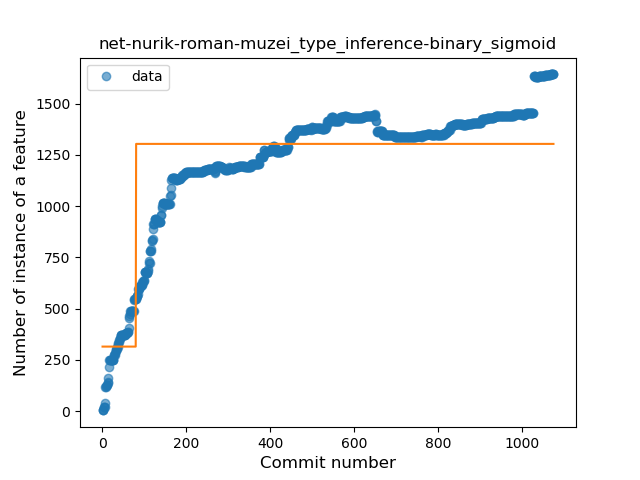 net-nurik-roman-muzei_type_inference-binary_sigmoid
data
Number of instance of a feature
1500
1250
1000
750
500
250
0
0 200 400 600 800 1000
Commit number